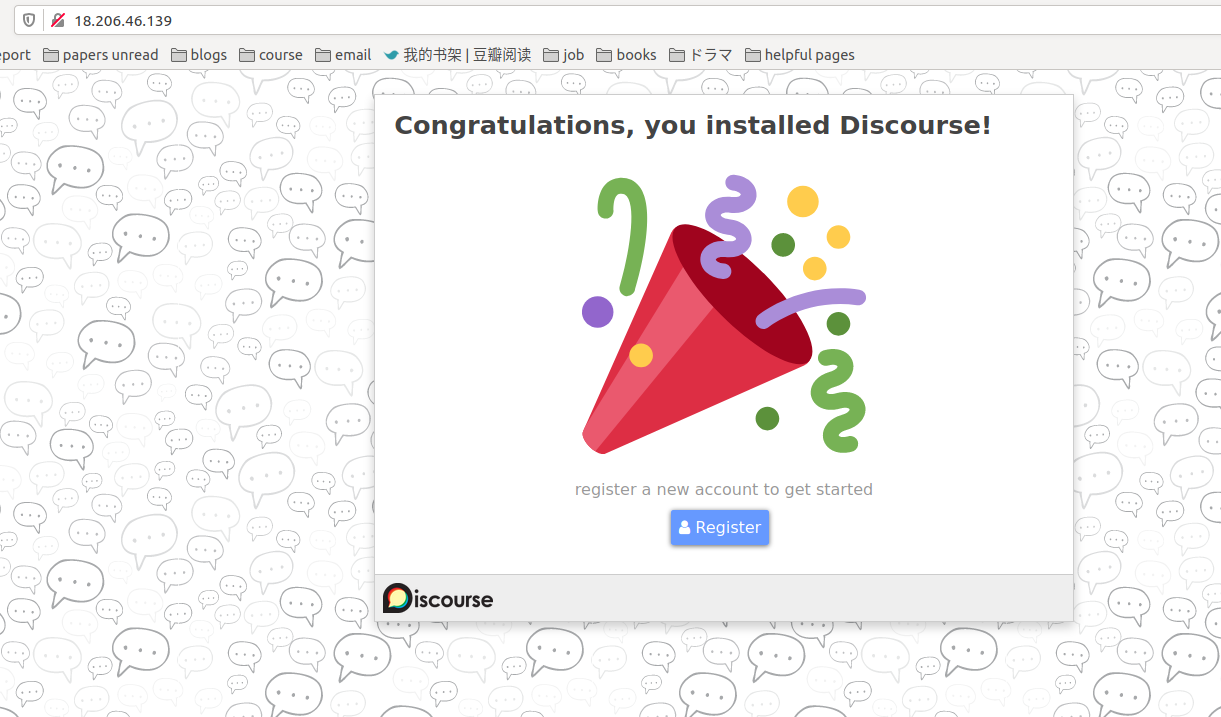 18.206.46.139
eport papers unread blogs course email 我的书架 | 豆瓣阅读 job books ドラマ helpful pages
Congratulations, you installed Discourse!
register a new account to get started
Register
Discourse